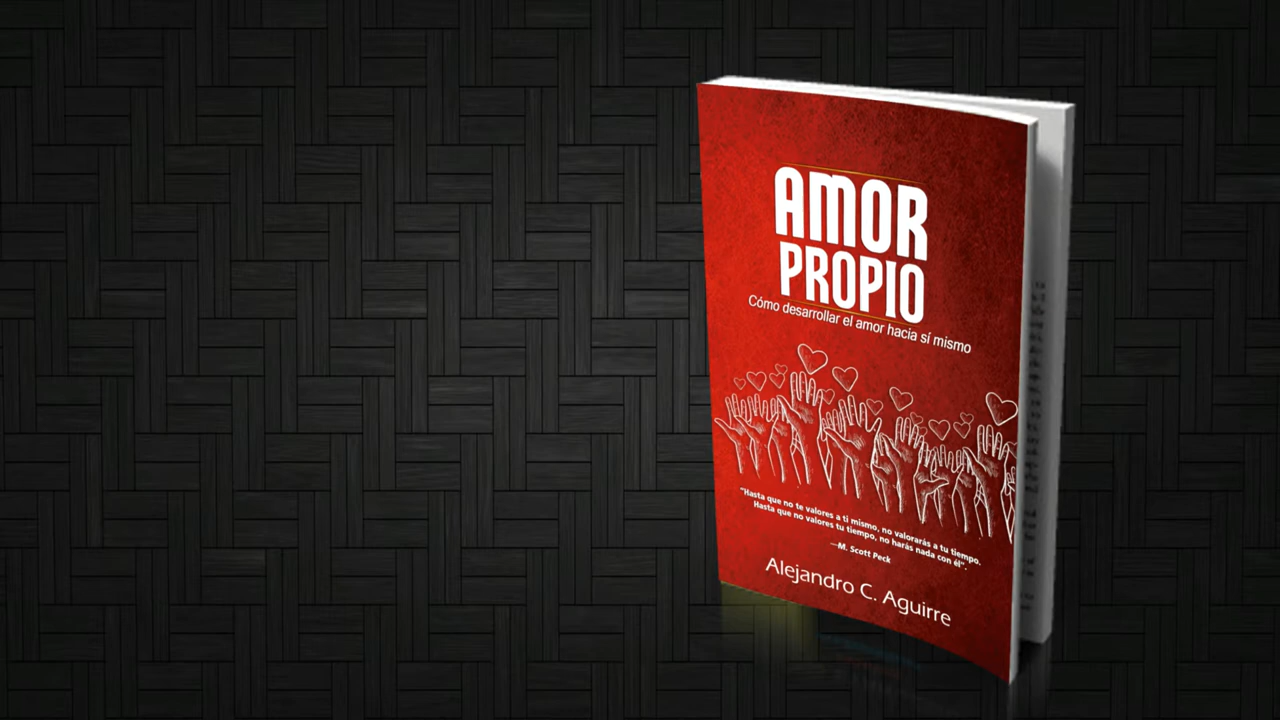 AMOR
PROPIO
Cómo desarrollar el amor hacia sí mismo
"Hasta que no te valores a ti mismo, no valorarás a tu tiempo.
Hasta que no valores tu tiempo, no harás nada con él".
—M. Scott Peck
Alejandro C. Aguirre